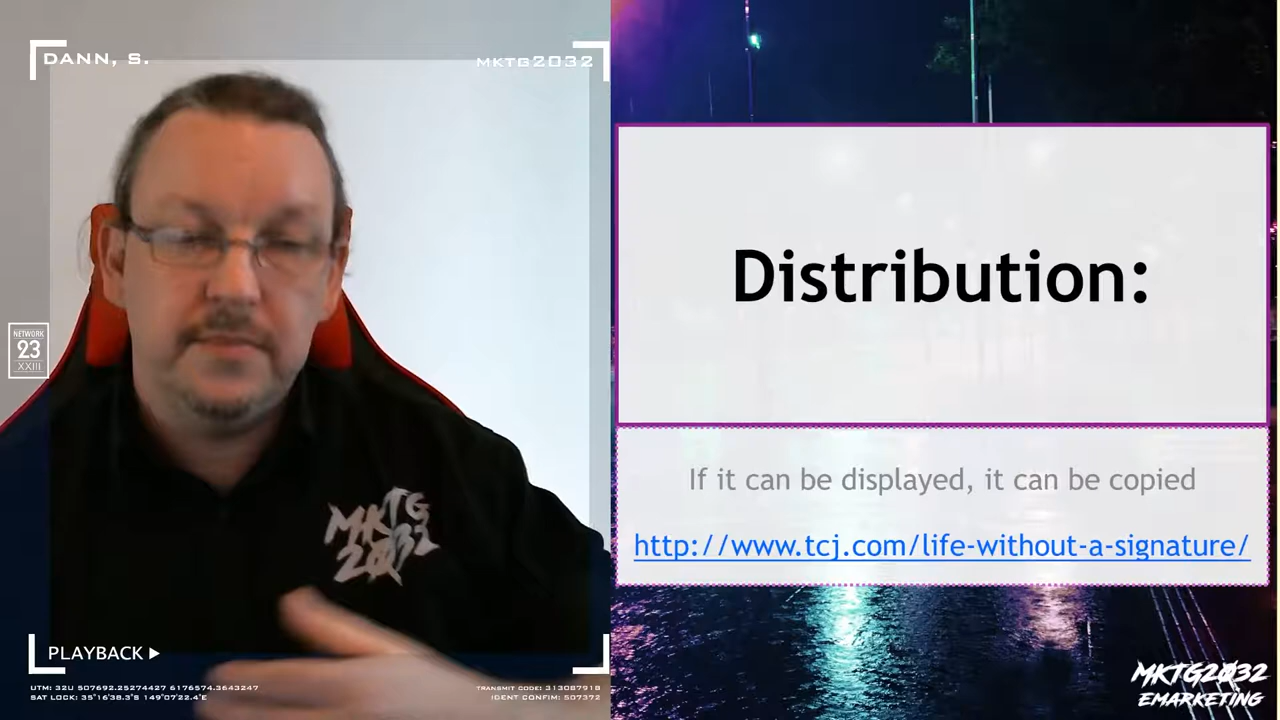 DANN, S.
MKTG2032
NETWORK
23
XXIII
MKTG
2032
PLAYBACK
UTM: 32U 507692.25274427 6176574.3643247
SAT LOCK: 35°16'38.3"S 149°07'22.4"E
TRANSMIT CODE: 313087918
IDENT CONFIM: 507372
Distribution:
If it can be displayed, it can be copied
http://www.tcj.com/life-without-a-signature/
MKTG2032
EMARKETING